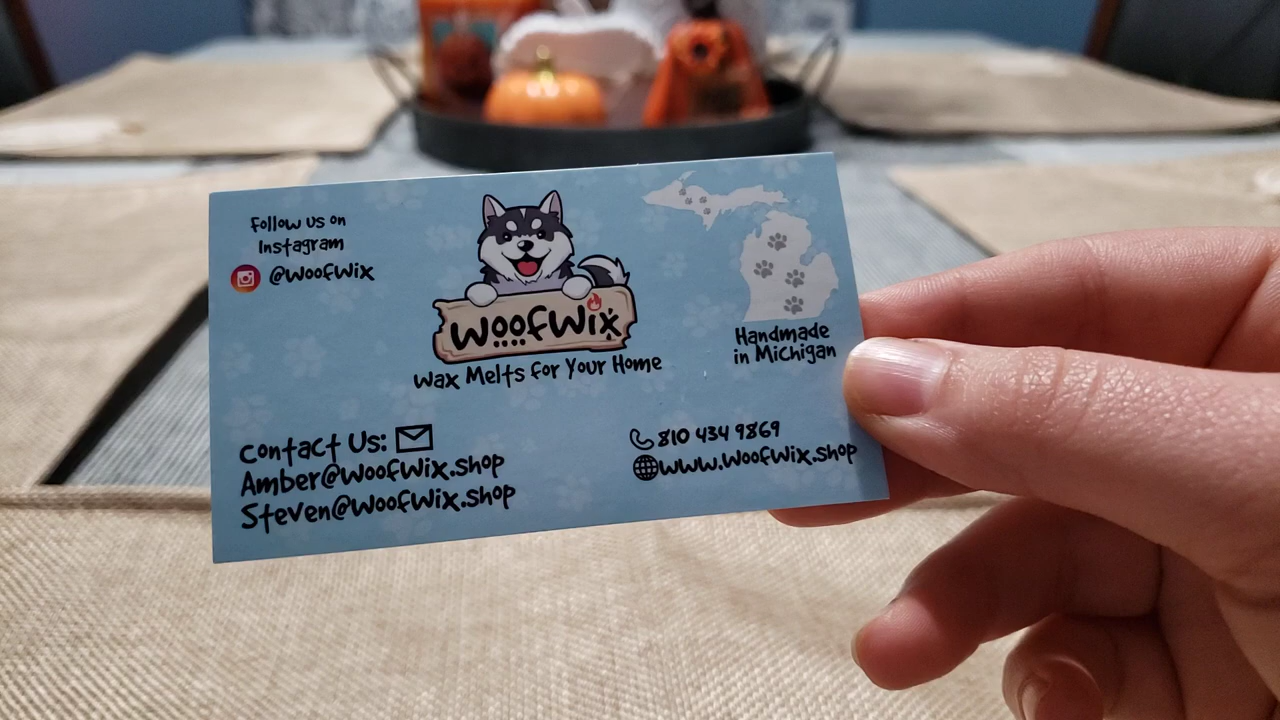 Follow us on
Instagram
@WoofWix
WoofWix
Wax Melts for Your Home
Handmade
in Michigan
Contact Us:
Amber@WoofWix.shop
Steven@WoofWix.shop
810 434 9869
www.WoofWix.shop